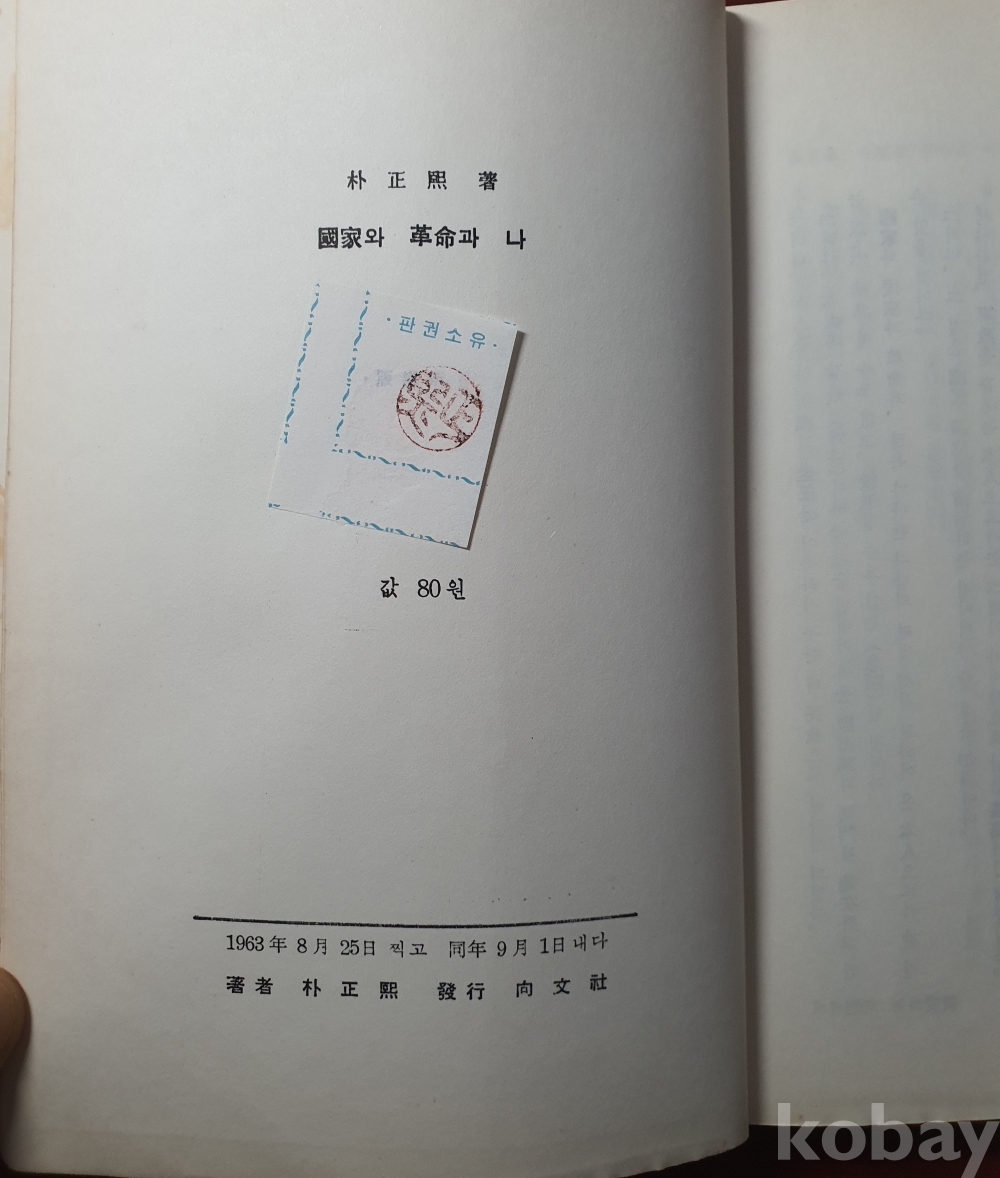 朴正熙 著
國家와 革命과 나
·판권소유·
값 80원
1963年 8月 25日 찍고 同年 9月 1日 내다
著者 朴正熙 發行 向文社
kobay